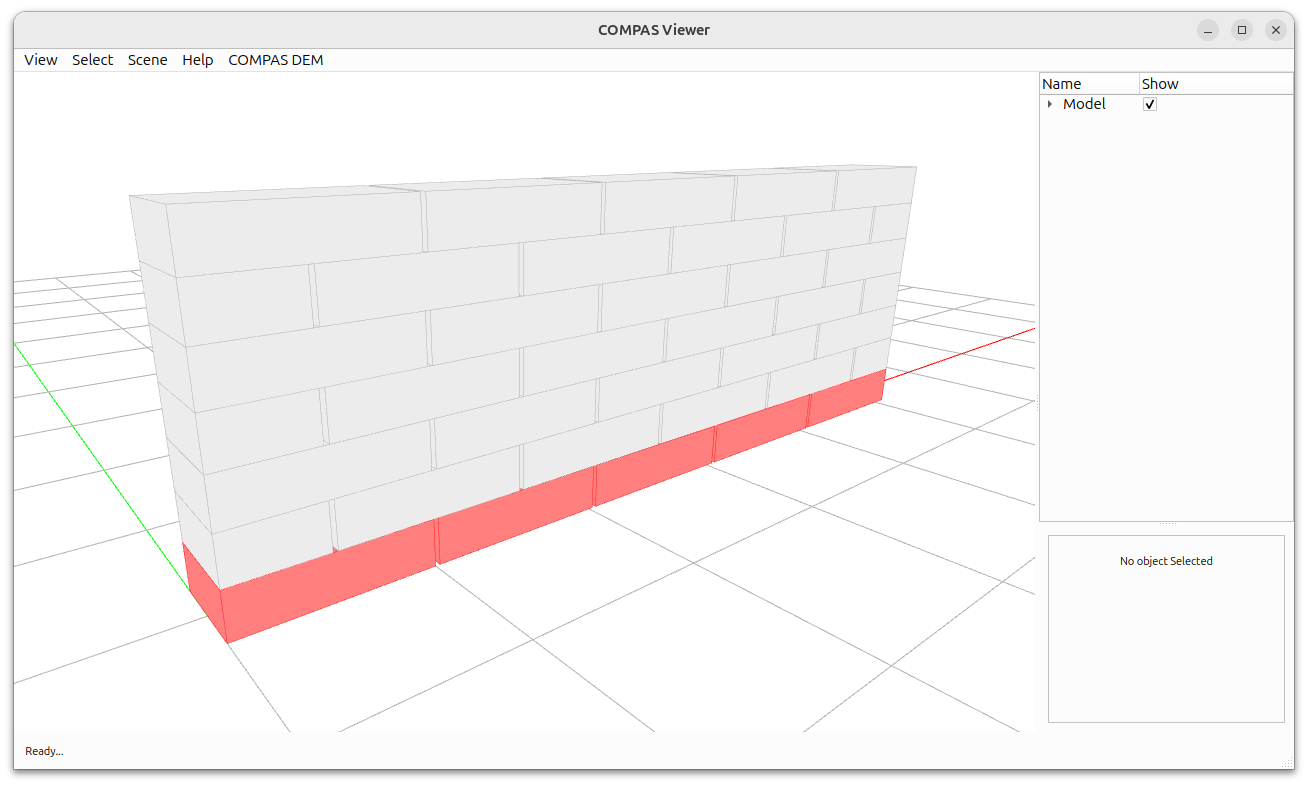 COMPAS Viewer
View Select Scene Help COMPAS DEM
Name Show
Model
No object Selected
Ready...